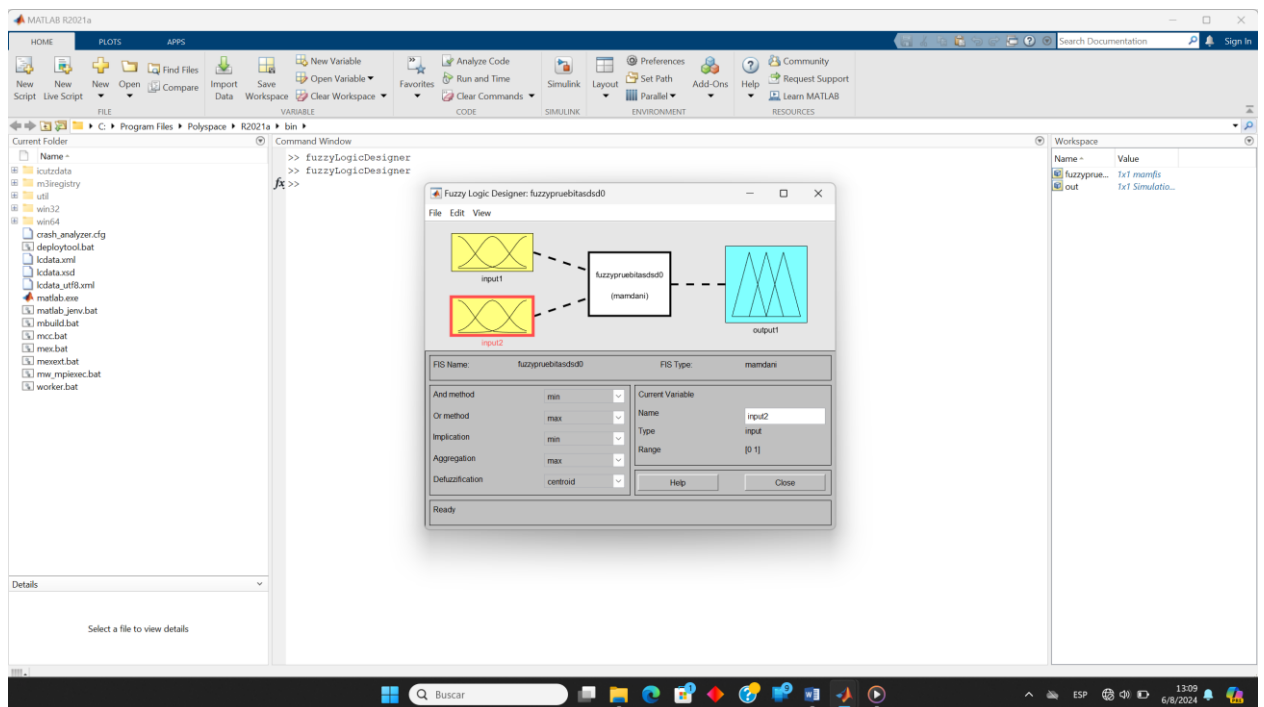 MATLAB R2021a
HOME PLOTS APPS
Search Documentation
Sign In
New Script
New Live Script
New
Open
Find Files
Compare
Import Data
Save Workspace
New Variable
Open Variable
Clear Workspace
Favorites
Analyze Code
Run and Time
Clear Commands
Simulink
Layout
Preferences
Set Path
Parallel
Add-Ons
Help
Community
Request Support
Learn MATLAB
FILE VARIABLE CODE SIMULINK ENVIRONMENT RESOURCES
C: Program Files Polyspace R2021a bin
Current Folder
Name
icutzdata
m3iregistry
util
win32
win64
crash_analyzer.cfg
deploytool.bat
lcdata.xml
lcdata.xsd
lcdata_utf8.xml
matlab.exe
matlab_jenv.bat
mbuild.bat
mcc.bat
mex.bat
mexext.bat
mw_mpiexec.bat
worker.bat
Details
Select a file to view details
Command Window
>> fuzzyLogicDesigner
>> fuzzyLogicDesigner
fx >>
Fuzzy Logic Designer: fuzzypruebitasdsd0
File Edit View
input1
input2
fuzzypruebitasdsd0
(mamdani)
output1
FIS Name: fuzzypruebitasdsd0 FIS Type: mamdani
And method min
Or method max
Implication min
Aggregation max
Defuzzification centroid
Current Variable
Name input2
Type input
Range [0 1]
Help Close
Ready
Workspace
Name Value
fuzzyprue... 1x1 mamfis
out 1x1 Simulatio...
Buscar
ESP
13:09
6/8/2024